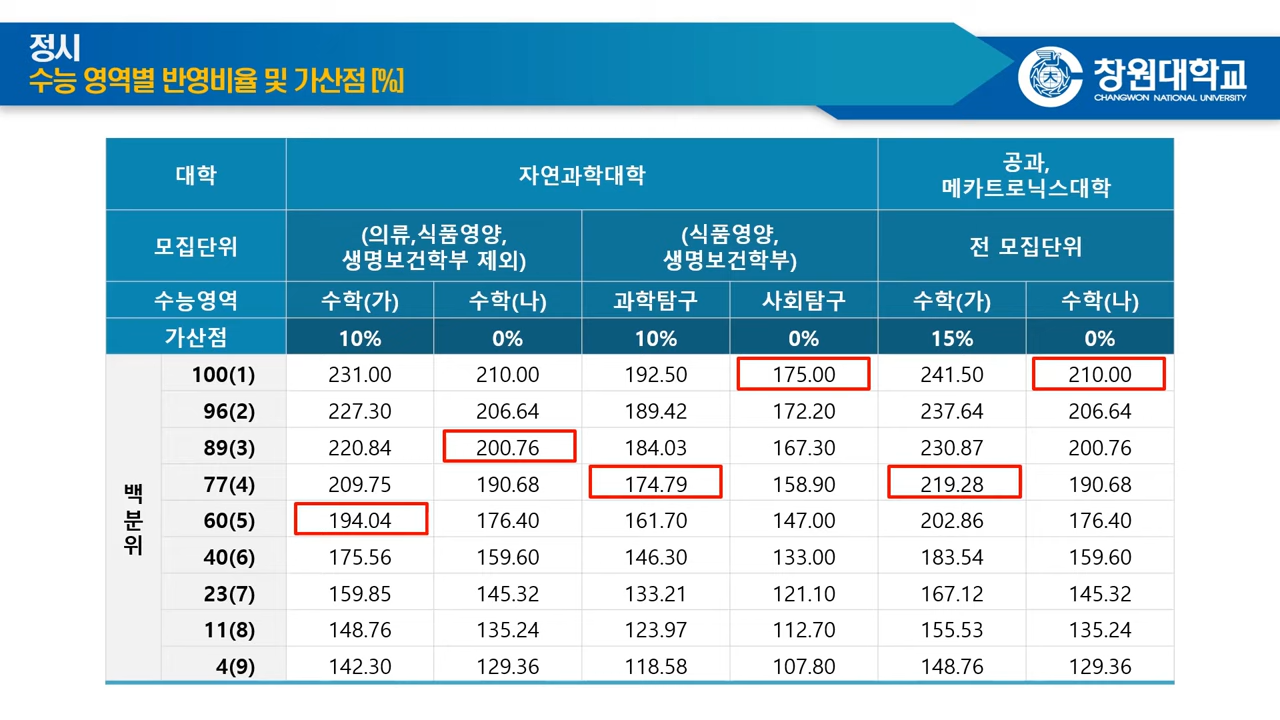 정시
수능 영역별 반영비율 및 가산점 [%]
창원대학교
CHANGWON NATIONAL UNIVERSITY
대학 자연과학대학 공과,
메카트로닉스대학
모집단위 (의류,식품영양,
생명보건학부 제외) (식품영양,
생명보건학부) 전 모집단위
수능영역 수학(가) 수학(나) 과학탐구 사회탐구 수학(가) 수학(나)
가산점 10% 0% 10% 0% 15% 0%
백분위
100(1) 231.00 210.00 192.50 175.00 241.50 210.00
96(2) 227.30 206.64 189.42 172.20 237.64 206.64
89(3) 220.84 200.76 184.03 167.30 230.87 200.76
77(4) 209.75 190.68 174.79 158.90 219.28 190.68
60(5) 194.04 176.40 161.70 147.00 202.86 176.40
40(6) 175.56 159.60 146.30 133.00 183.54 159.60
23(7) 159.85 145.32 133.21 121.10 167.12 145.32
11(8) 148.76 135.24 123.97 112.70 155.53 135.24
4(9) 142.30 129.36 118.58 107.80 148.76 129.36